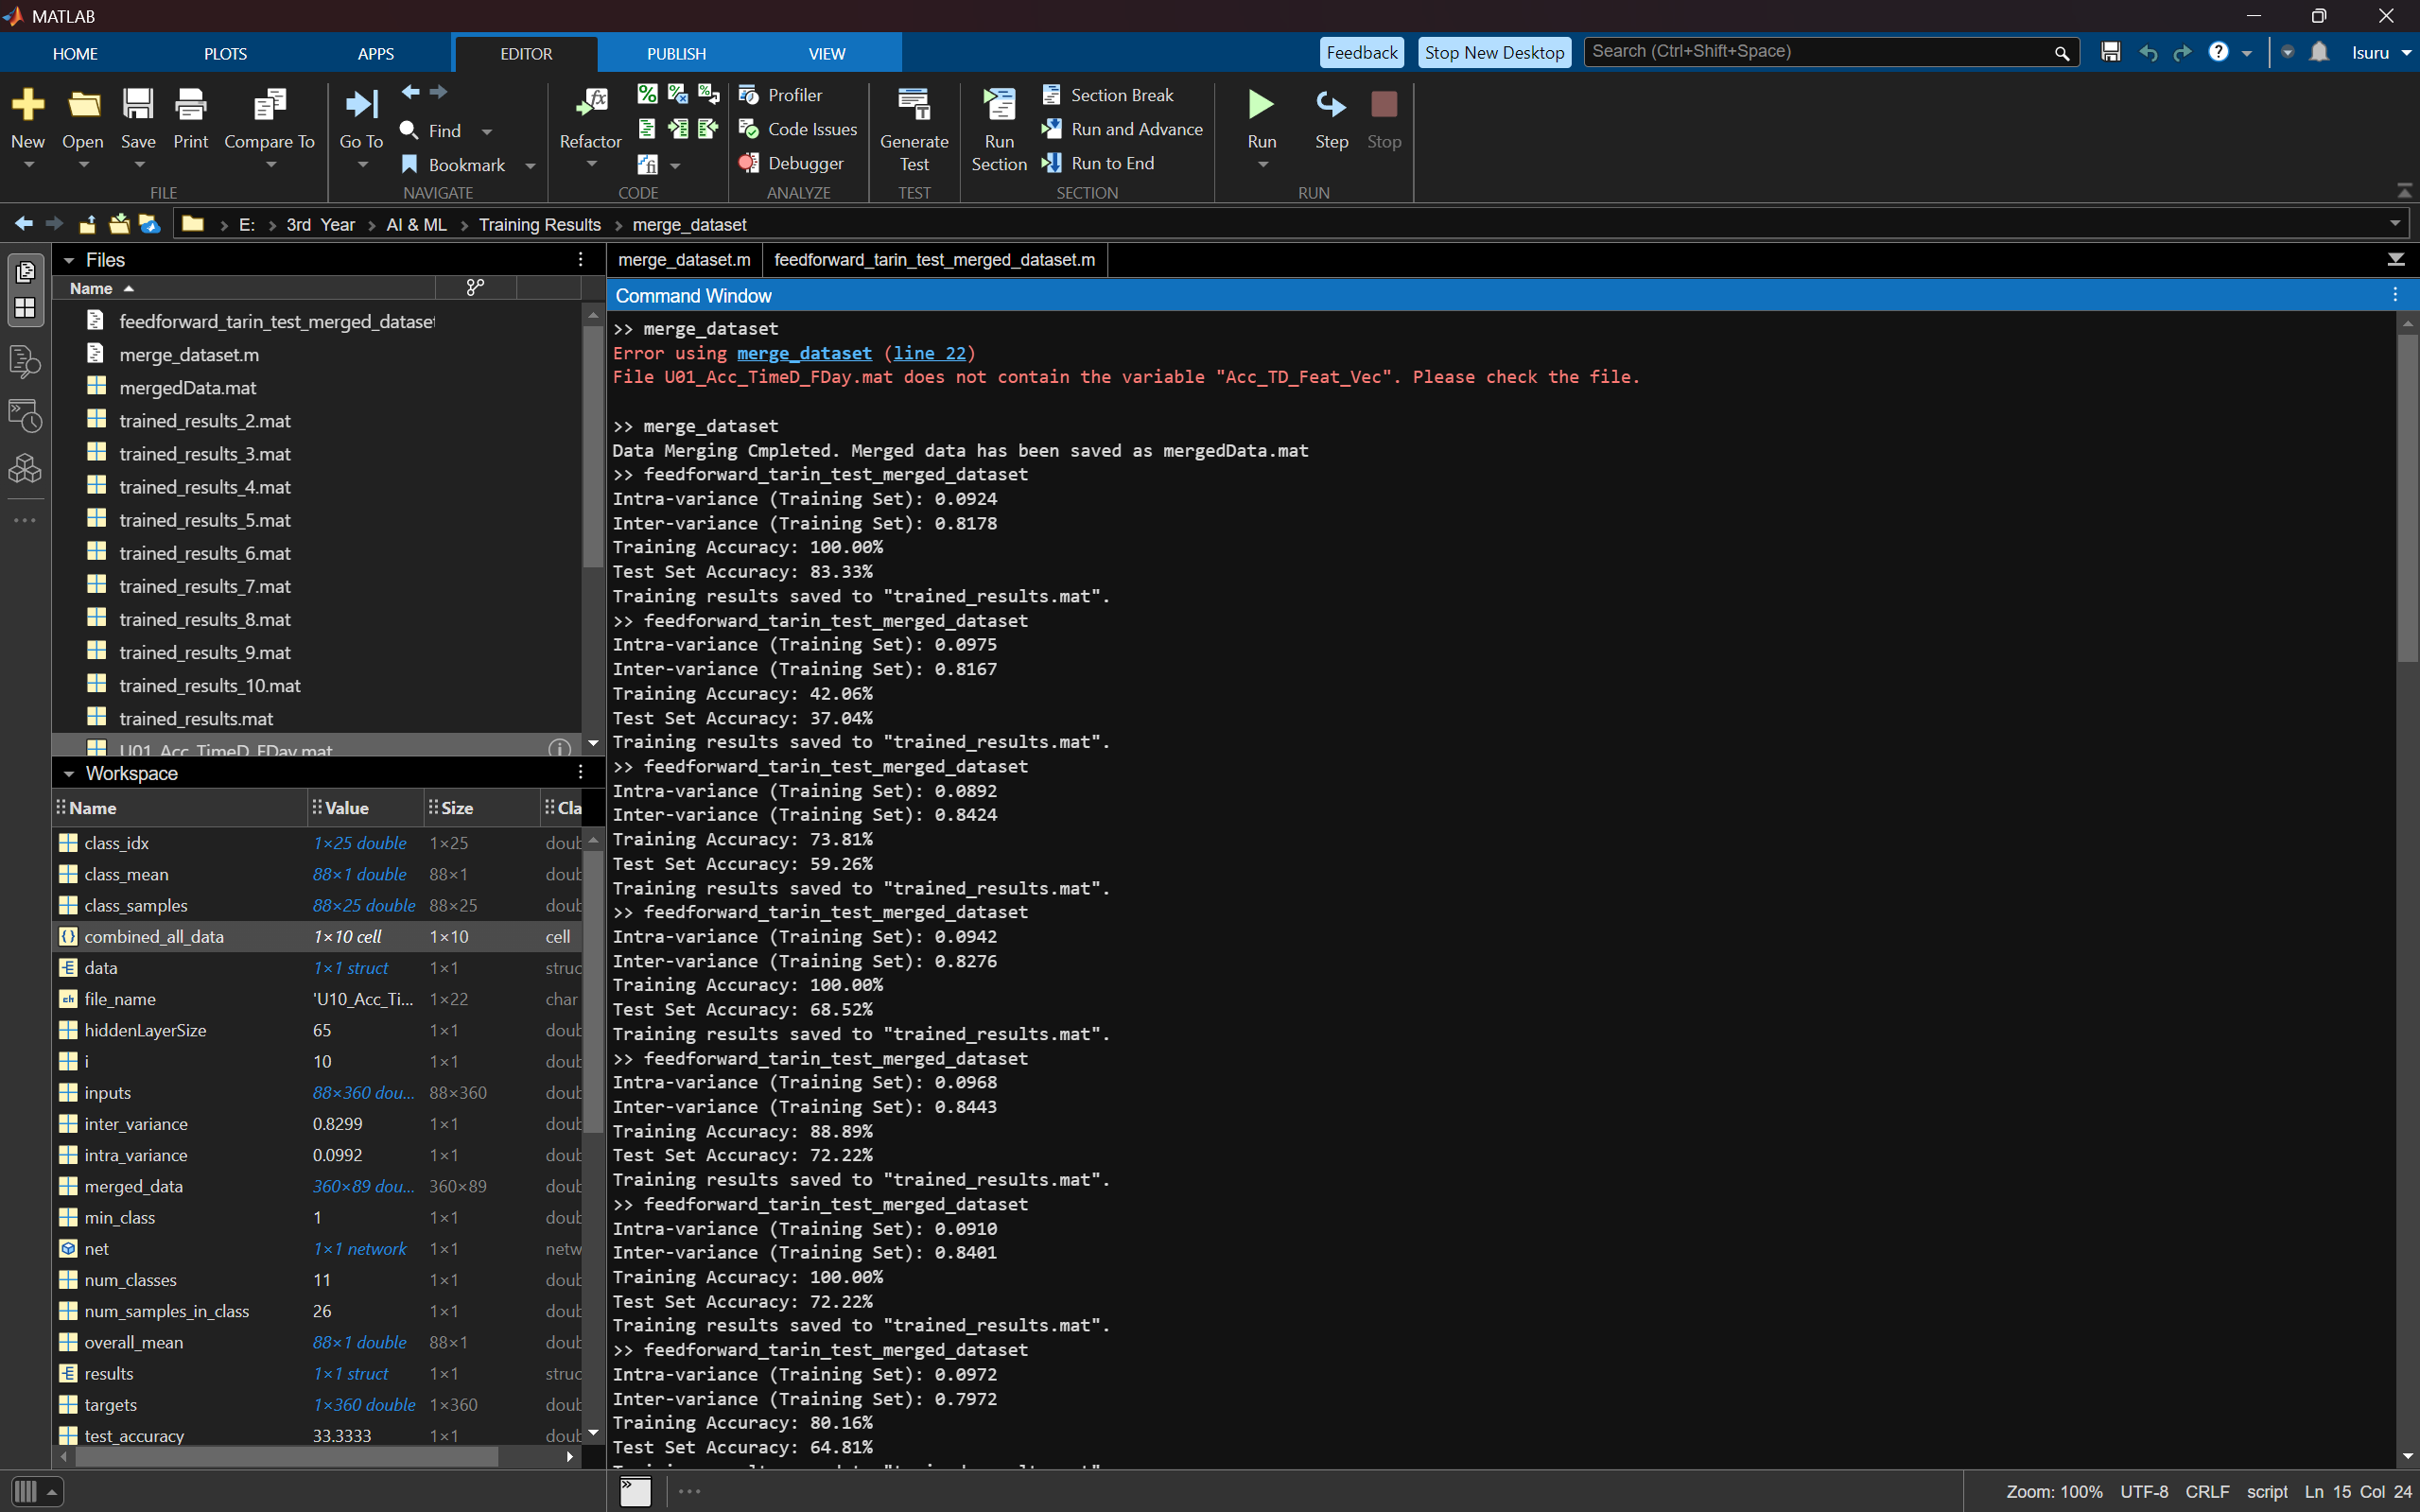 MATLAB
HOME PLOTS APPS EDITOR PUBLISH VIEW Feedback Stop New Desktop Search (Ctrl+Shift+Space) Isuru
New Open Save Print Compare To Go To Find Bookmark Refactor Profiler Code Issues Debugger Generate Test Run Section Section Break Run and Advance Run to End Run Step Stop
FILE NAVIGATE CODE ANALYZE TEST SECTION RUN
E: > 3rd Year > AI & ML > Training Results > merge_dataset
Files
Name
feedforward_tarin_test_merged_dataset
merge_dataset.m
mergedData.mat
trained_results_2.mat
trained_results_3.mat
trained_results_4.mat
trained_results_5.mat
trained_results_6.mat
trained_results_7.mat
trained_results_8.mat
trained_results_9.mat
trained_results_10.mat
trained_results.mat
U01_Acc_TimeD_FDay.mat
Workspace
Name Value Size Cla
class_idx 1×25 double 1×25 doub
class_mean 88×1 double 88×1 doub
class_samples 88×25 double 88×25 doub
combined_all_data 1×10 cell 1×10 cell
data 1×1 struct 1×1 struc
file_name 'U10_Acc_Ti... 1×22 char
hiddenLayerSize 65 1×1 doub
i 10 1×1 doub
inputs 88×360 dou... 88×360 doub
inter_variance 0.8299 1×1 doub
intra_variance 0.0992 1×1 doub
merged_data 360×89 dou... 360×89 doub
min_class 1 1×1 doub
net 1×1 network 1×1 netw
num_classes 11 1×1 doub
num_samples_in_class 26 1×1 doub
overall_mean 88×1 double 88×1 doub
results 1×1 struct 1×1 struc
targets 1×360 double 1×360 doub
test_accuracy 33.3333 1×1 doub
merge_dataset.m feedforward_tarin_test_merged_dataset.m
Command Window
>> merge_dataset
Error using merge_dataset (line 22)
File U01_Acc_TimeD_FDay.mat does not contain the variable "Acc_TD_Feat_Vec". Please check the file.
>> merge_dataset
Data Merging Cmpleted. Merged data has been saved as mergedData.mat
>> feedforward_tarin_test_merged_dataset
Intra-variance (Training Set): 0.0924
Inter-variance (Training Set): 0.8178
Training Accuracy: 100.00%
Test Set Accuracy: 83.33%
Training results saved to "trained_results.mat".
>> feedforward_tarin_test_merged_dataset
Intra-variance (Training Set): 0.0975
Inter-variance (Training Set): 0.8167
Training Accuracy: 42.06%
Test Set Accuracy: 37.04%
Training results saved to "trained_results.mat".
>> feedforward_tarin_test_merged_dataset
Intra-variance (Training Set): 0.0892
Inter-variance (Training Set): 0.8424
Training Accuracy: 73.81%
Test Set Accuracy: 59.26%
Training results saved to "trained_results.mat".
>> feedforward_tarin_test_merged_dataset
Intra-variance (Training Set): 0.0942
Inter-variance (Training Set): 0.8276
Training Accuracy: 100.00%
Test Set Accuracy: 68.52%
Training results saved to "trained_results.mat".
>> feedforward_tarin_test_merged_dataset
Intra-variance (Training Set): 0.0968
Inter-variance (Training Set): 0.8443
Training Accuracy: 88.89%
Test Set Accuracy: 72.22%
Training results saved to "trained_results.mat".
>> feedforward_tarin_test_merged_dataset
Intra-variance (Training Set): 0.0910
Inter-variance (Training Set): 0.8401
Training Accuracy: 100.00%
Test Set Accuracy: 72.22%
Training results saved to "trained_results.mat".
>> feedforward_tarin_test_merged_dataset
Intra-variance (Training Set): 0.0972
Inter-variance (Training Set): 0.7972
Training Accuracy: 80.16%
Test Set Accuracy: 64.81%
Zoom: 100% UTF-8 CRLF script Ln 15 Col 24